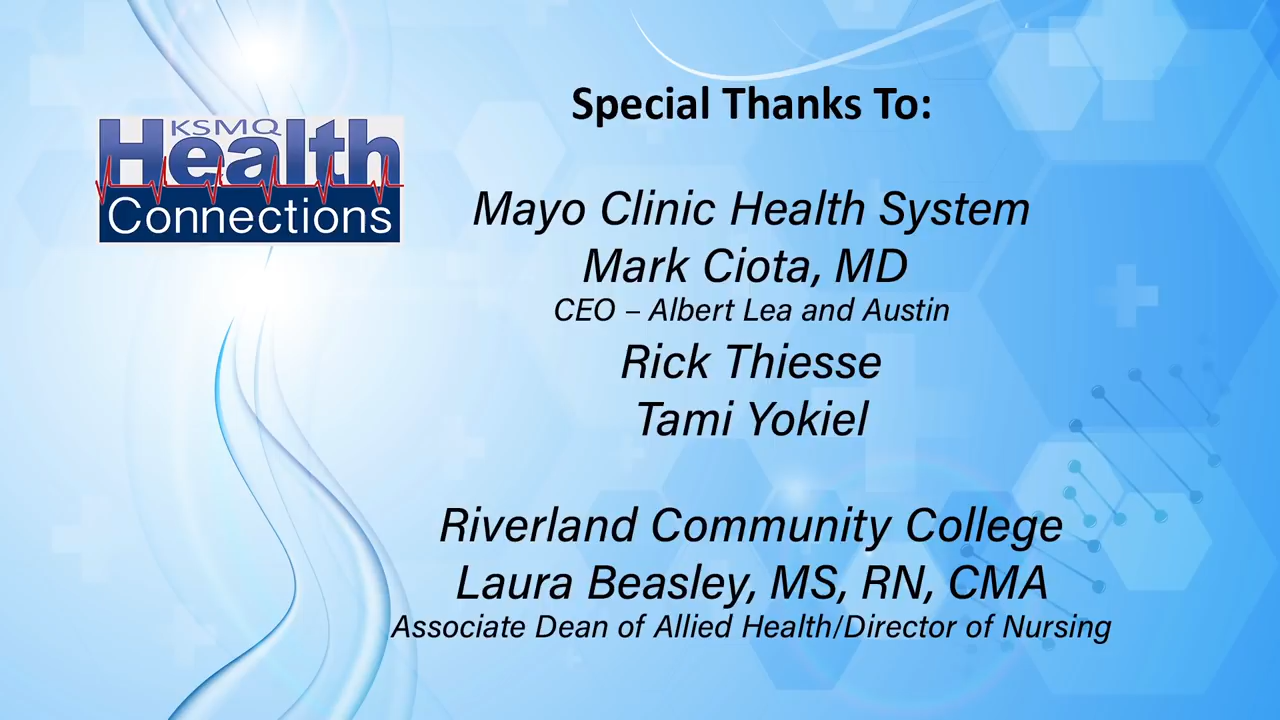 KSMQ
Health
Connections
Special Thanks To:
Mayo Clinic Health System
Mark Ciota, MD
CEO – Albert Lea and Austin
Rick Thiesse
Tami Yokiel
Riverland Community College
Laura Beasley, MS, RN, CMA
Associate Dean of Allied Health/Director of Nursing